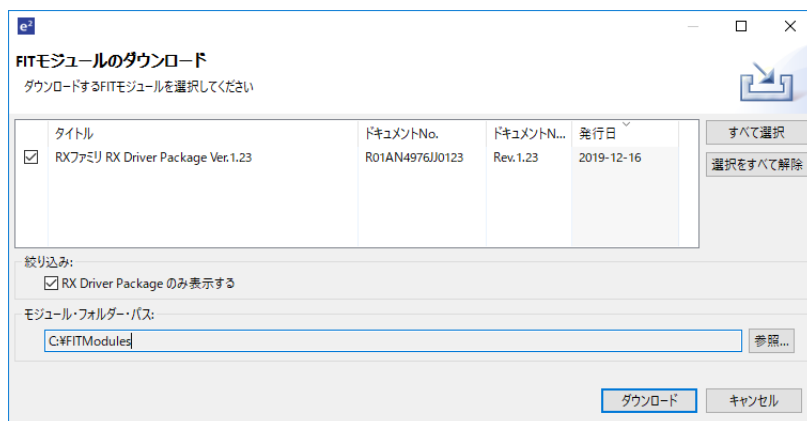 e²
FITモジュールのダウンロード
ダウンロードするFITモジュールを選択してください
タイトル ドキュメントNo. ドキュメントN... 発行日
RXファミリ RX Driver Package Ver.1.23 R01AN4976JJ0123 Rev.1.23 2019-12-16
すべて選択
選択をすべて解除
絞り込み:
RX Driver Package のみ表示する
モジュール・フォルダー・パス:
C:¥FITModules
参照...
ダウンロード キャンセル